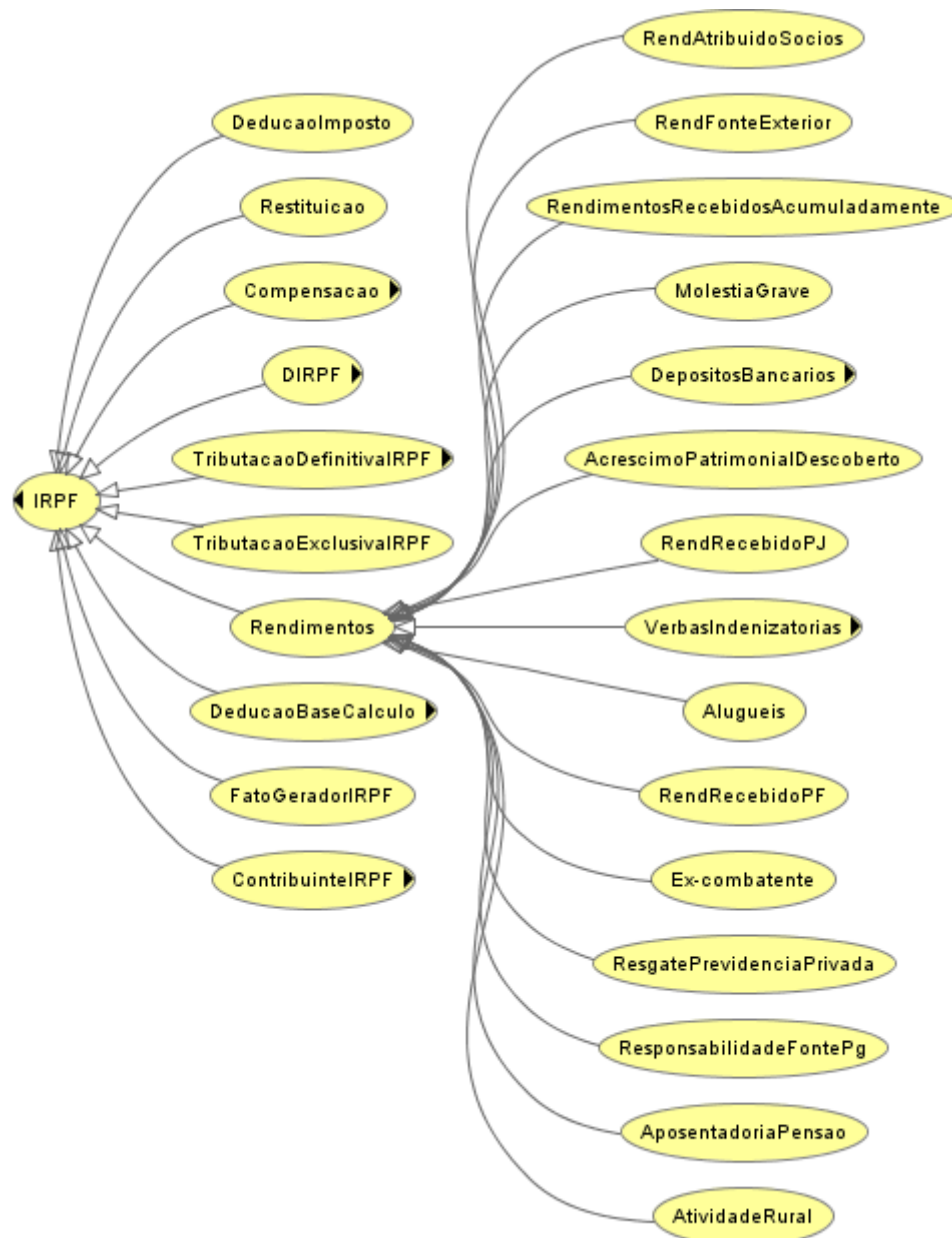 RendAtribuidoSocios
DeducaoImposto
RendFonteExterior
Restituicao
RendimentosRecebidosAcumuladamente
Compensacao
MolestiaGrave
DIRPF
DepositosBancarios
TributacaoDefinitivaIRPF
AcrescimoPatrimonialDescoberto
IRPF
TributacaoExclusivaIRPF
RendRecebidoPJ
Rendimentos
VerbasIndenizatorias
DeducaoBaseCalculo
Alugueis
FatoGeradorIRPF
RendRecebidoPF
ContribuinteIRPF
Ex-combatente
ResgatePrevidenciaPrivada
ResponsabilidadeFontePg
AposentadoriaPensao
AtividadeRural